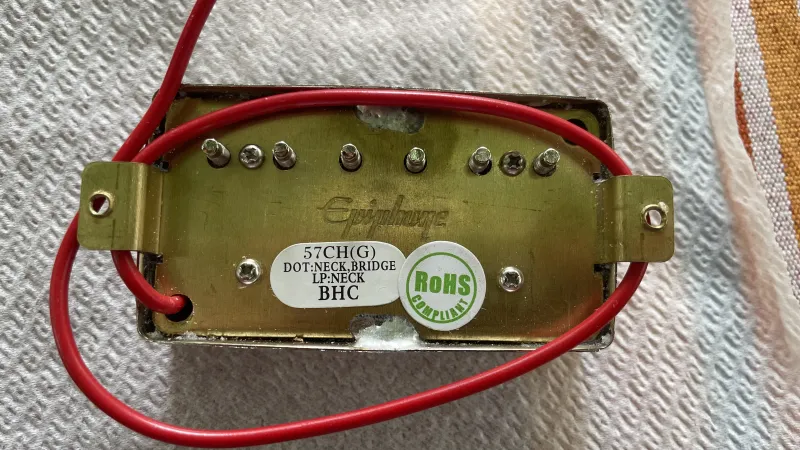 Epiphone
57CH(G)
DOT:NECK,BRIDGE
LP:NECK
BHC
RoHS
COMPLIANT